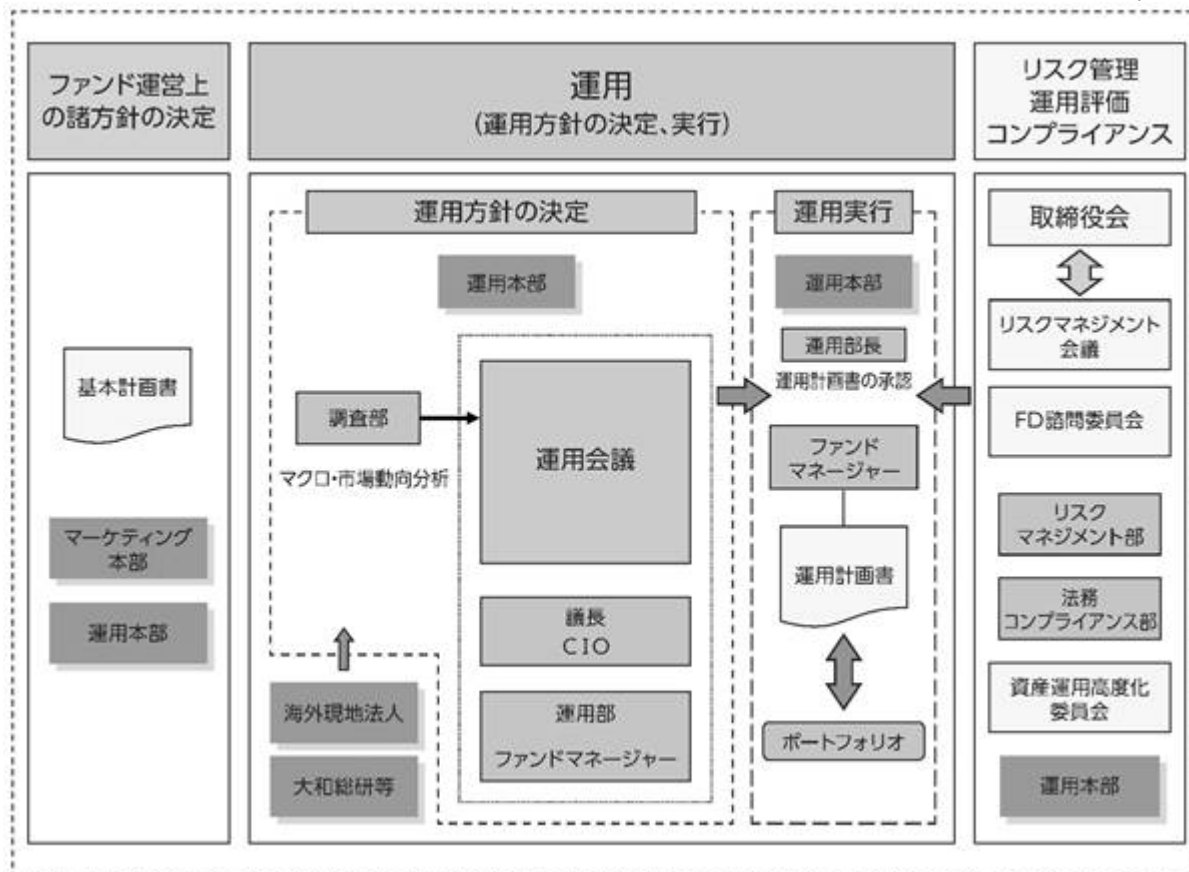 ファンド運営上
の諸方針の決定
運用
(運用方針の決定、実行)
リスク管理
運用評価
コンプライアンス
基本計画書
マーケティング
本部
運用本部
運用方針の決定
運用本部
調査部
マクロ・市場動向分析
運用会議
議長
CIO
運用部
ファンドマネージャー
海外現地法人
大和総研等
運用実行
運用本部
運用部長
運用計画書の承認
ファンド
マネージャー
運用計画書
ポートフォリオ
取締役会
リスクマネジメント
会議
FD諮問委員会
リスク
マネジメント部
法務
コンプライアンス部
資産運用高度化
委員会
運用本部